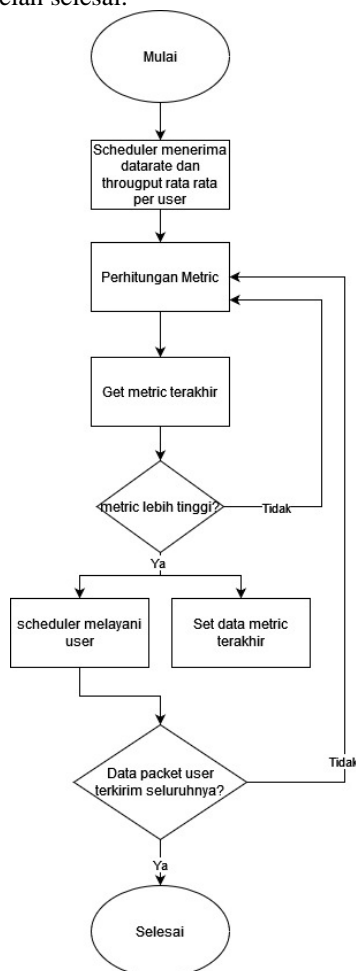 selesai.
Mulai
Scheduler menerima
datarate dan
througput rata rata
per user
Perhitungan Metric
Get metric terakhir
metric lebih tinggi?
Tidak
Ya
scheduler melayani
user
Set data metric
terakhir
Data packet user
terkirim seluruhnya?
Tidak
Ya
Selesai